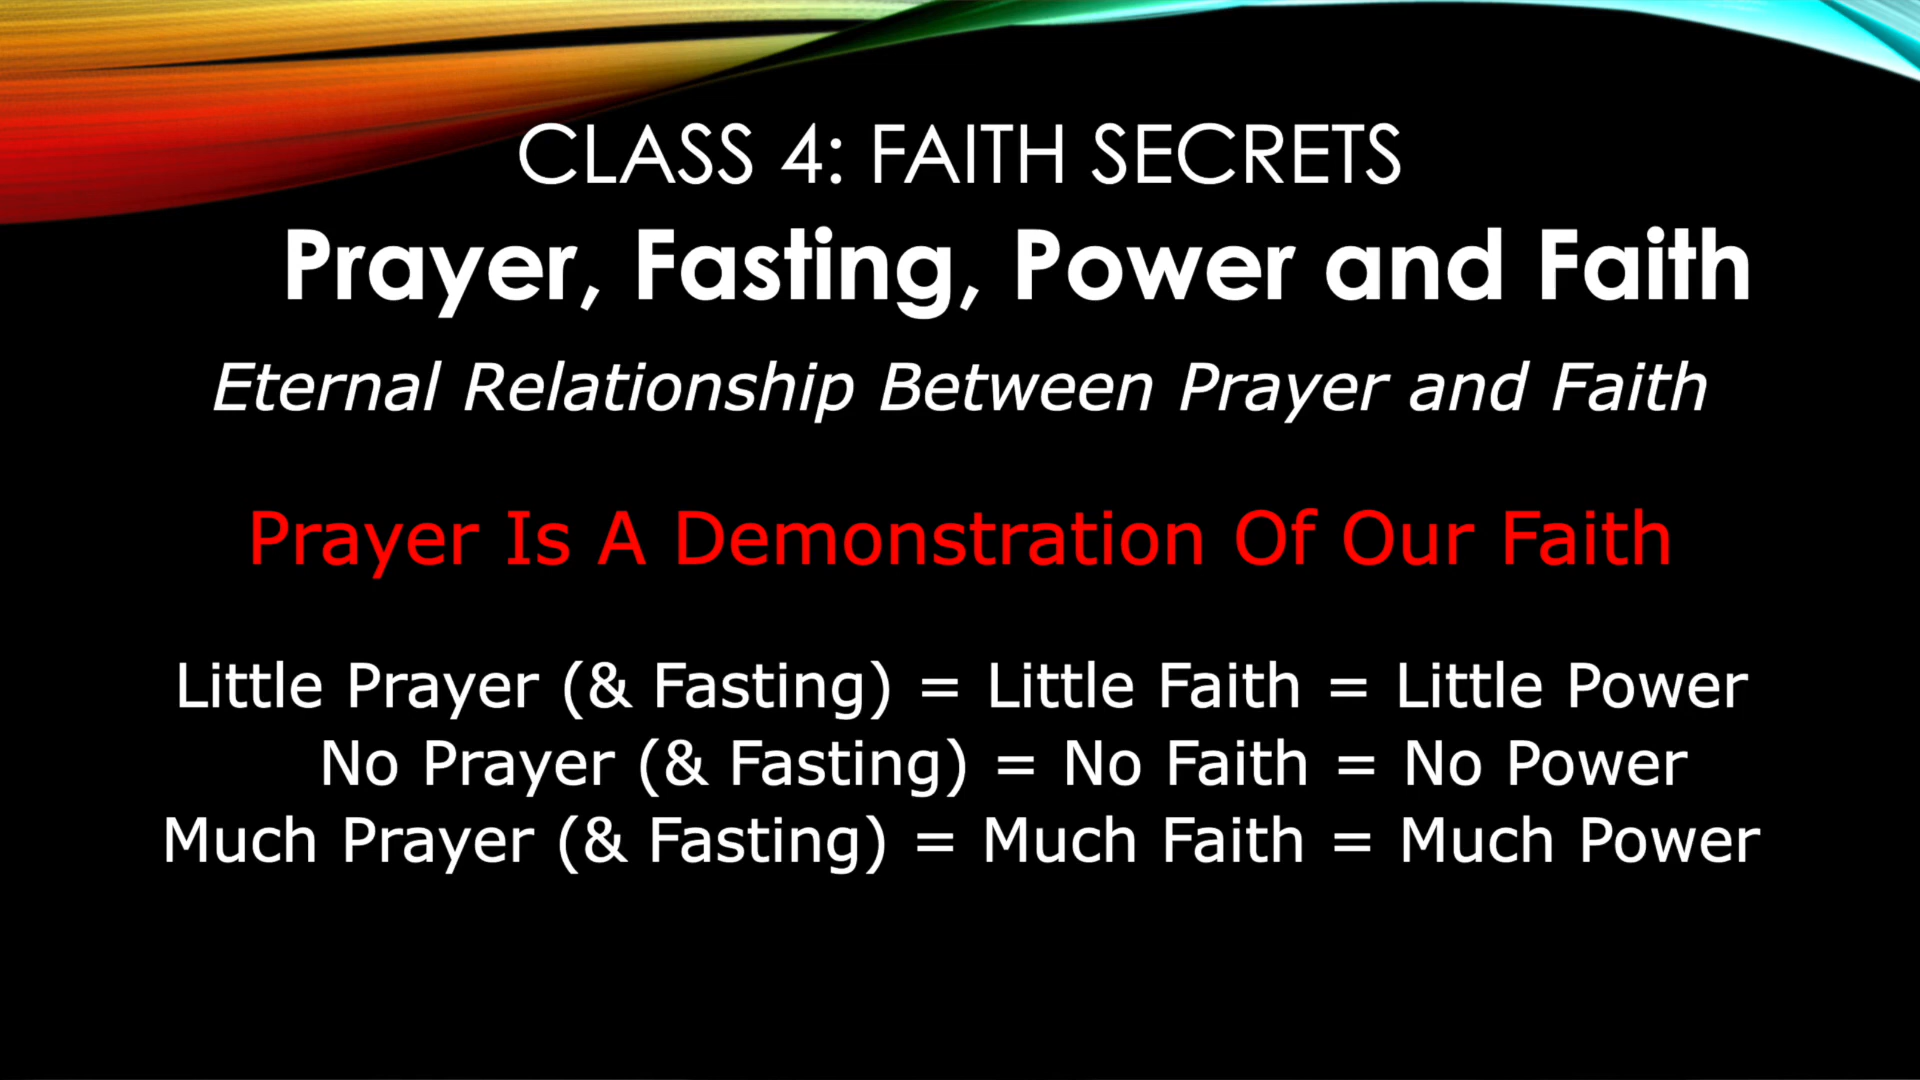 CLASS 4: FAITH SECRETS
Prayer, Fasting, Power and Faith
Eternal Relationship Between Prayer and Faith
Prayer Is A Demonstration Of Our Faith
Little Prayer (& Fasting) = Little Faith = Little Power
No Prayer (& Fasting) = No Faith = No Power
Much Prayer (& Fasting) = Much Faith = Much Power